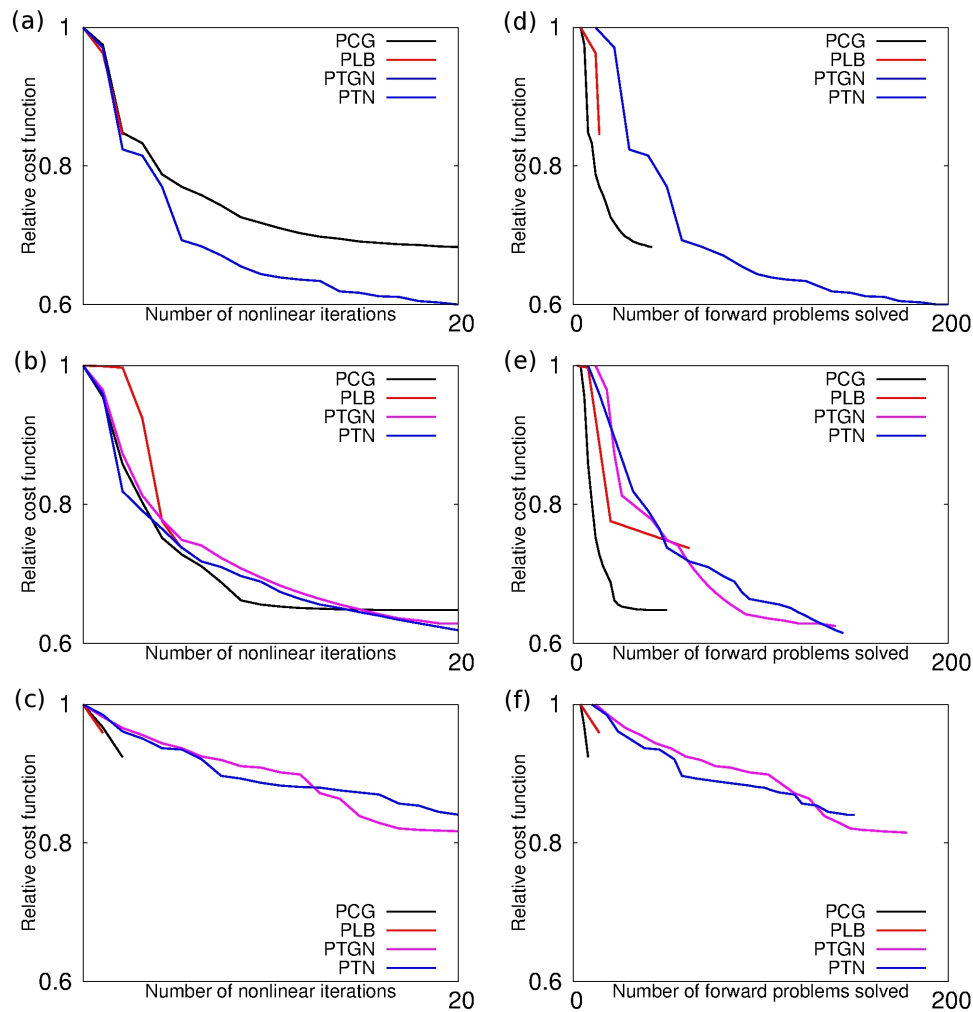 (a)
1
0.8
0.6
Relative cost function
PCG
PLB
PTGN
PTN
Number of nonlinear iterations
20
(d)
1
0.8
0.6
Relative cost function
PCG
PLB
PTGN
PTN
0
Number of forward problems solved
200
(b)
1
0.8
0.6
Relative cost function
PCG
PLB
PTGN
PTN
Number of nonlinear iterations
20
(e)
1
0.8
0.6
Relative cost function
PCG
PLB
PTGN
PTN
0
Number of forward problems solved
200
(c)
1
0.8
0.6
Relative cost function
PCG
PLB
PTGN
PTN
Number of nonlinear iterations
20
(f)
1
0.8
0.6
Relative cost function
PCG
PLB
PTGN
PTN
0
Number of forward problems solved
200